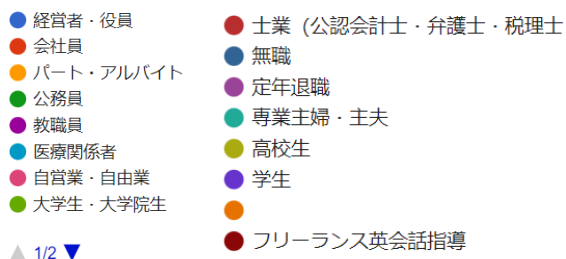 経営者・役員
会社員
パート・アルバイト
公務員
教職員
医療関係者
自営業・自由業
大学生・大学院生
1/2
士業 (公認会計士・弁護士・税理士
無職
定年退職
専業主婦・主夫
高校生
学生
フリーランス英会話指導